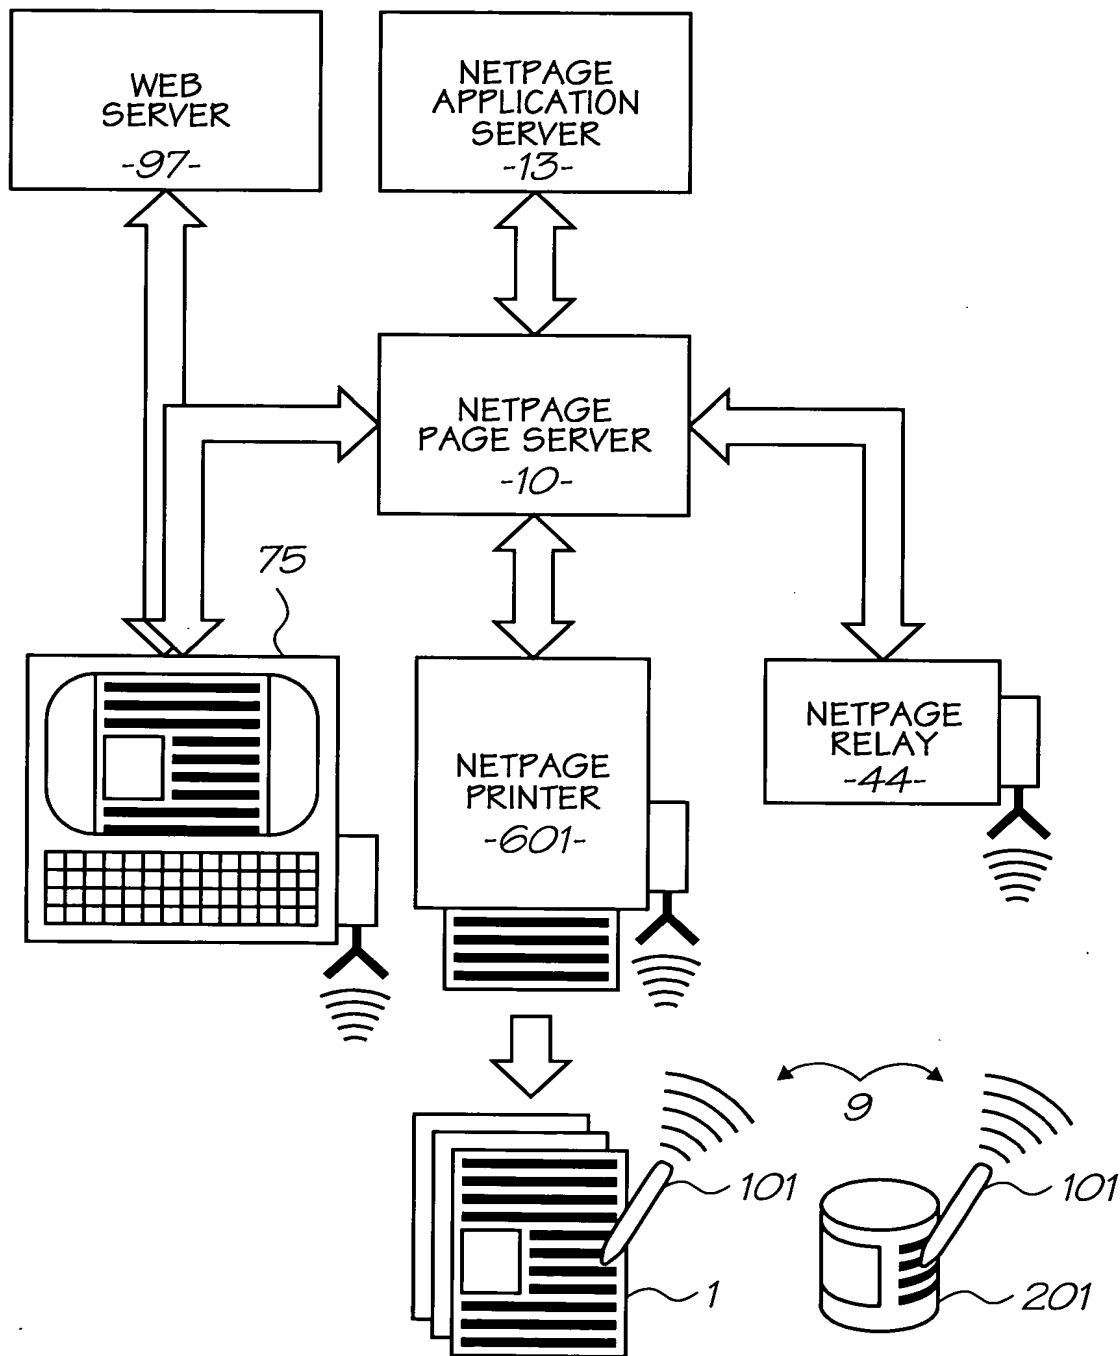 WEB
SERVER
-97-
NETPAGE
APPLICATION
SERVER
-13-
NETPAGE
PAGE SERVER
-10-
75
NETPAGE
PRINTER
-601-
NETPAGE
RELAY
-44-
9
101
101
1
201